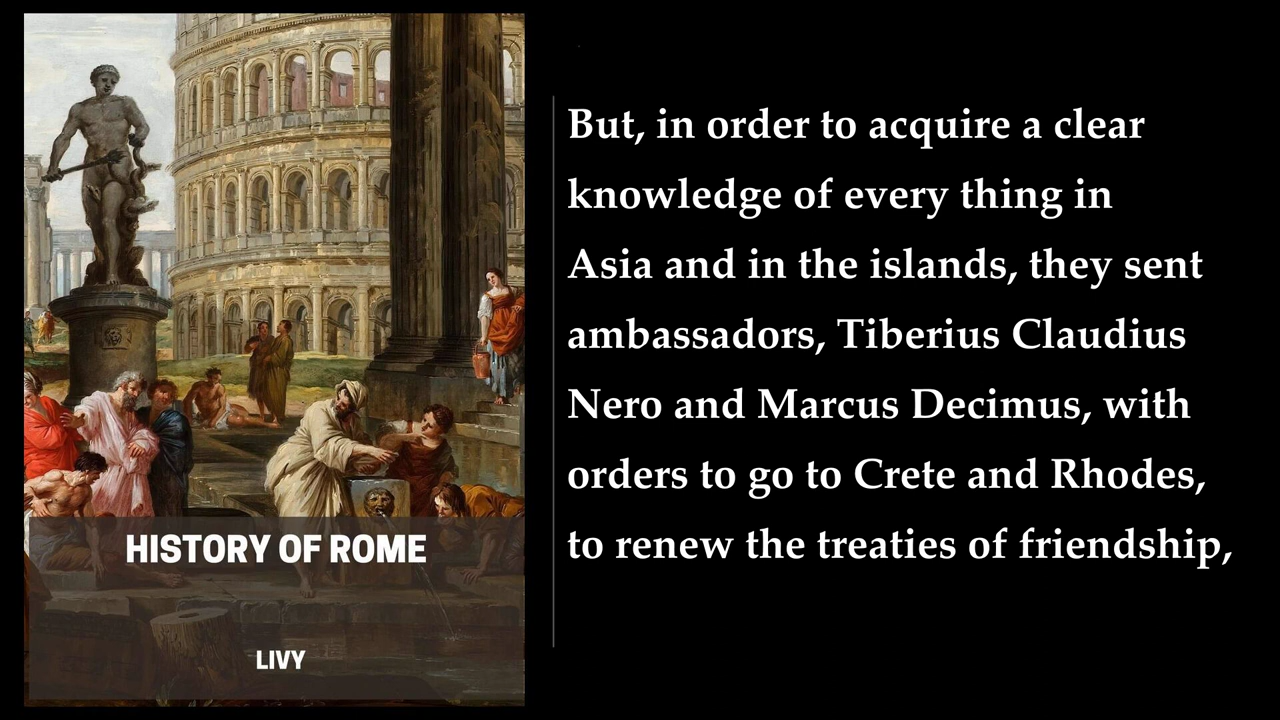 HISTORY OF ROME
LIVY
But, in order to acquire a clear
knowledge of every thing in
Asia and in the islands, they sent
ambassadors, Tiberius Claudius
Nero and Marcus Decimus, with
orders to go to Crete and Rhodes,
to renew the treaties of friendship,